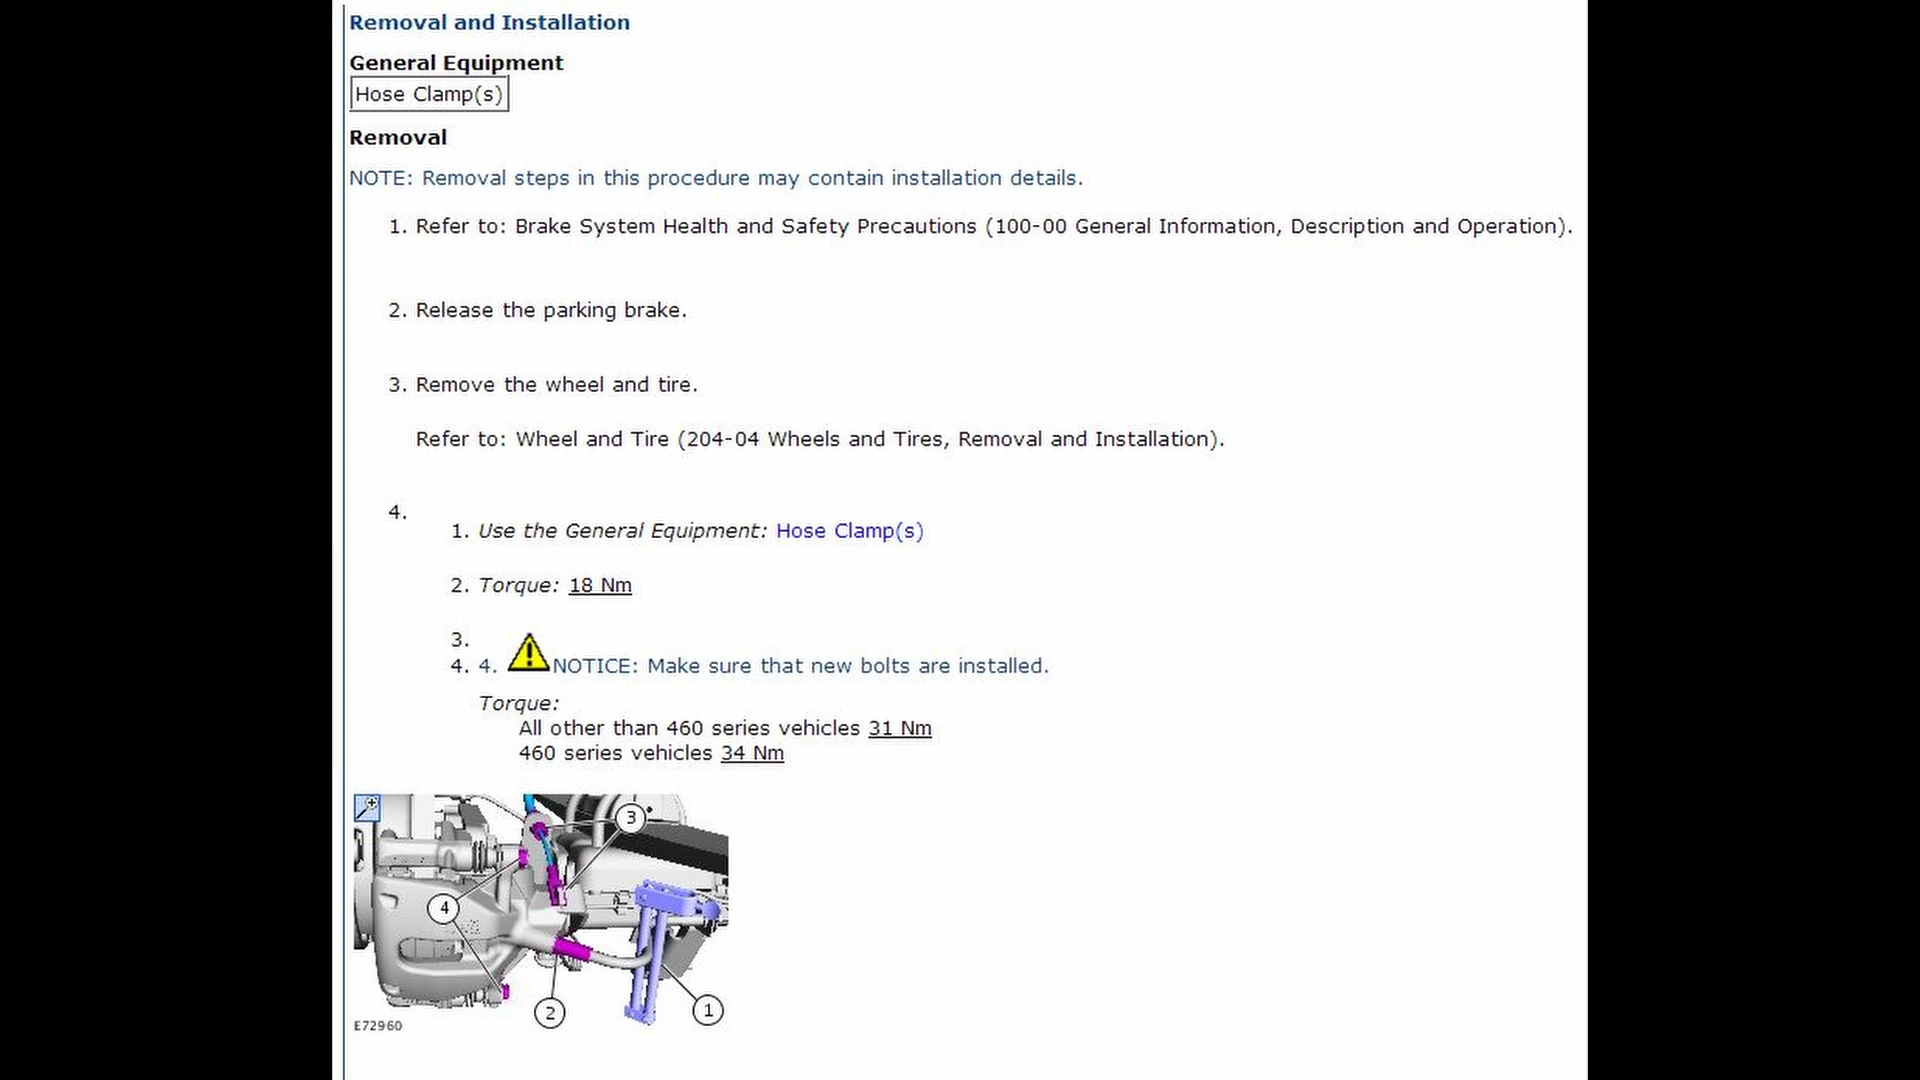 Removal and Installation
General Equipment
Hose Clamp(s)
Removal
NOTE: Removal steps in this procedure may contain installation details.
1. Refer to: Brake System Health and Safety Precautions (100-00 General Information, Description and Operation).
2. Release the parking brake.
3. Remove the wheel and tire.
Refer to: Wheel and Tire (204-04 Wheels and Tires, Removal and Installation).
4.
1. Use the General Equipment: Hose Clamp(s)
2. Torque: 18 Nm
3.
4. 4. NOTICE: Make sure that new bolts are installed.
Torque:
All other than 460 series vehicles 31 Nm
460 series vehicles 34 Nm
3
4
2
1
E72960